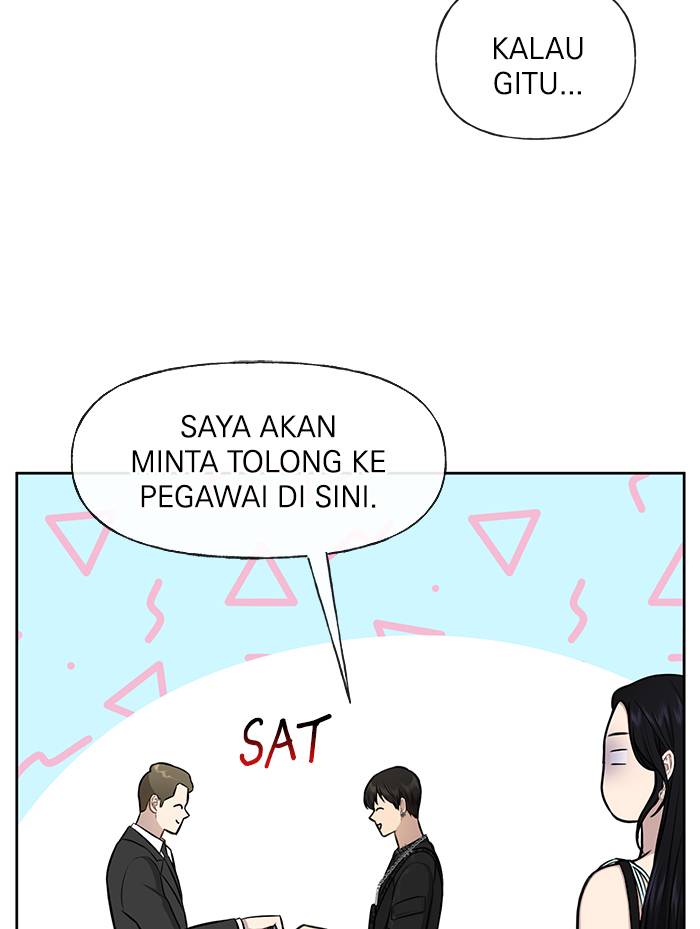 KALAU
GITU...
SAYA AKAN
MINTA TOLONG KE
PEGAWAI DI SINI.
SAT